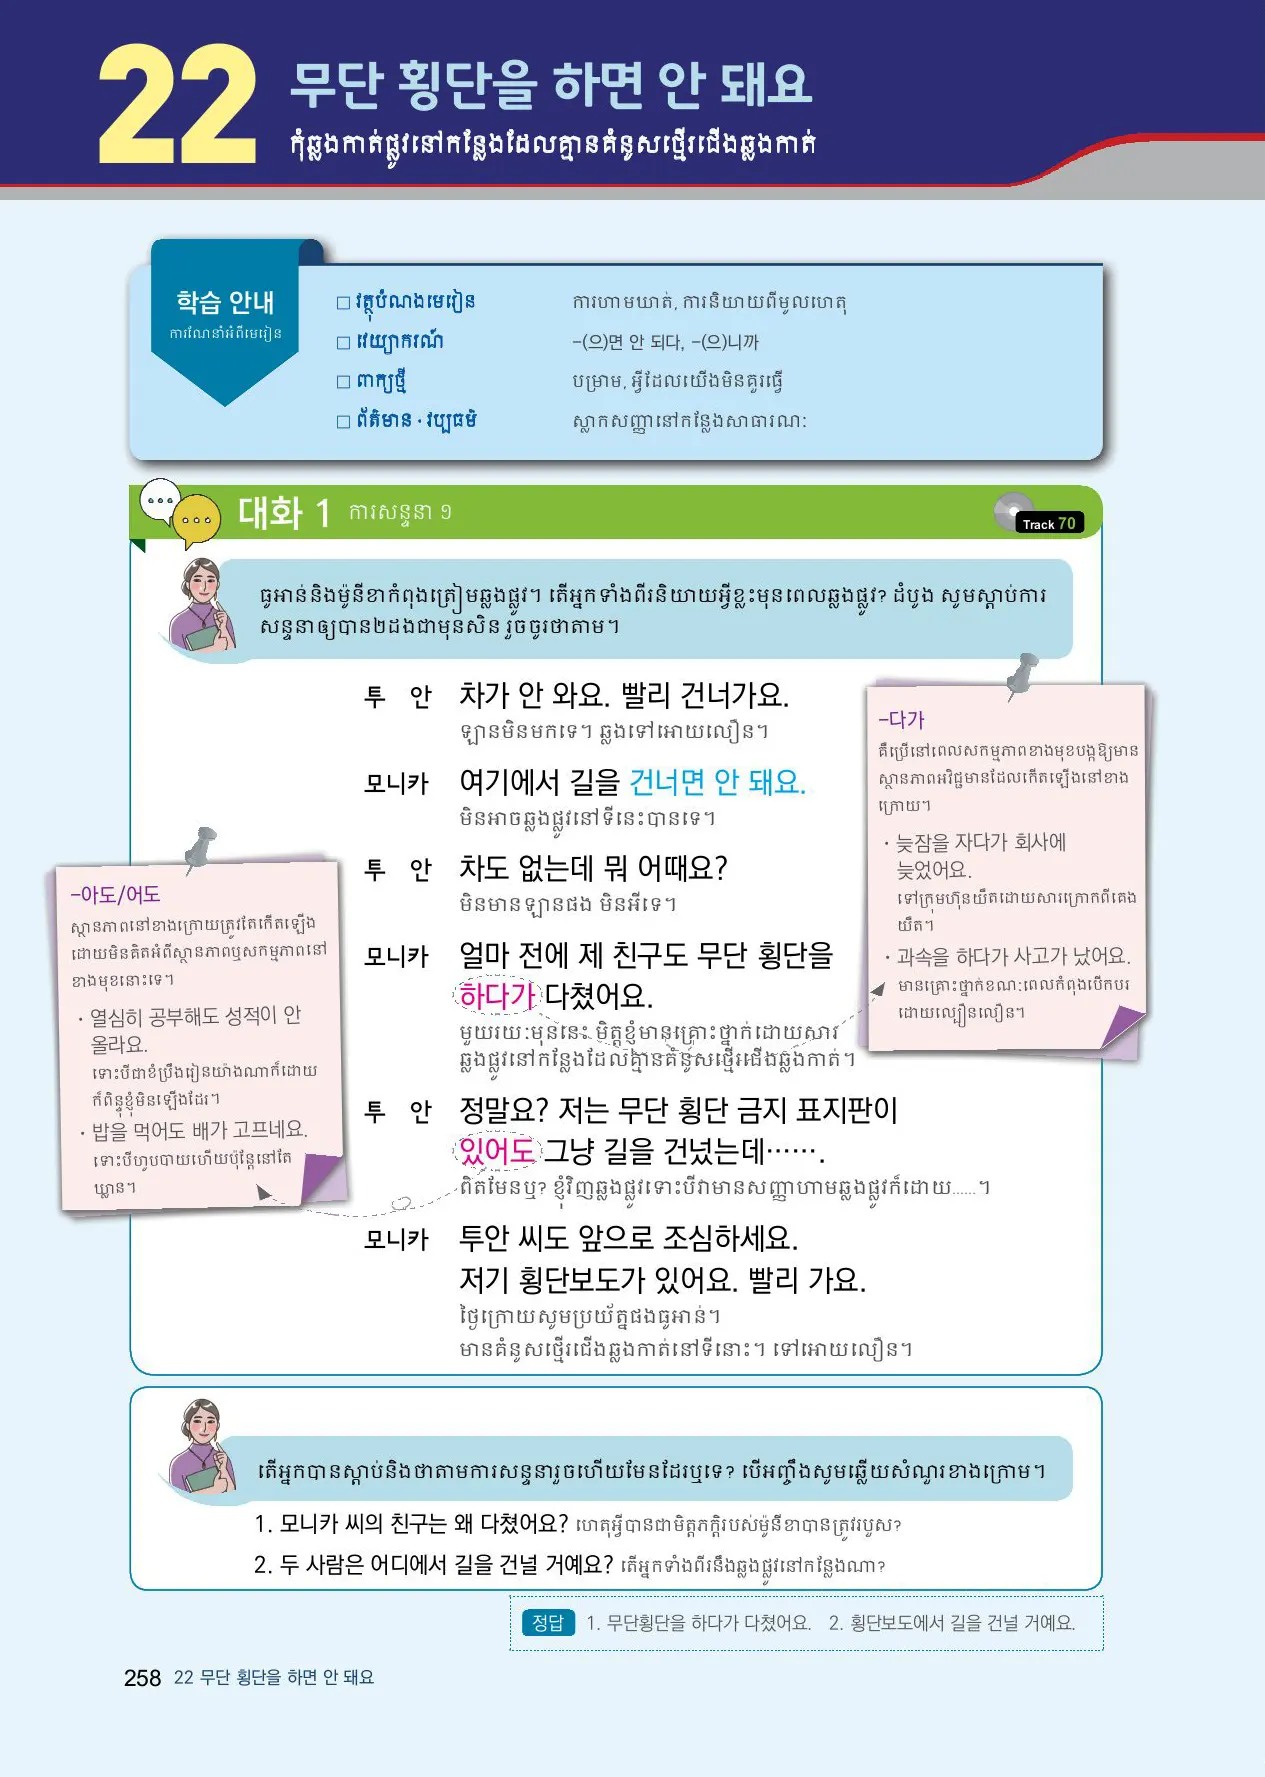 22
무단 횡단을 하면 안 돼요
កុំឆ្លងកាត់ផ្លូវនៅកន្លែងដែលគ្មានគំនូសថ្មើរជើងឆ្លងកាត់
학습 안내
ការណែនាំអំពីមេរៀន
□ វត្ថុបំណងមេរៀន ការហាមឃាត់, ការនិយាយពីមូលហេតុ
□ វេយ្យាករណ៍ -(으)면 안 되다, -(으)니까
□ ពាក្យថ្មី បម្រាម, អ្វីដែលយើងមិនគួរធ្វើ
□ ព័ត៌មាន · វប្បធម៌ ស្លាកសញ្ញានៅកន្លែងសាធារណៈ
대화 1 ការសន្ទនា ១
Track 70
ធូអាន់និងម៉ូនីខាកំពុងត្រៀមឆ្លងផ្លូវ។ តើអ្នកទាំងពីរនិយាយអ្វីខ្លះមុនពេលឆ្លងផ្លូវ? ដំបូង សូមស្តាប់ការ
សន្ទនាឲ្យបាន២ដងជាមុនសិន រួចចូរថាតាម។
투 안 차가 안 와요. 빨리 건너가요.
ឡានមិនមកទេ។ ឆ្លងទៅអោយលឿន។
모니카 여기에서 길을 건너면 안 돼요.
មិនអាចឆ្លងផ្លូវនៅទីនេះបានទេ។
투 안 차도 없는데 뭐 어때요?
មិនមានឡានផង មិនអីទេ។
모니카 얼마 전에 제 친구도 무단 횡단을
하다가 다쳤어요.
មួយរយៈមុននេះ មិត្តខ្ញុំមានគ្រោះថ្នាក់ដោយសារ
ឆ្លងផ្លូវនៅកន្លែងដែលគ្មានគំនូសថ្មើរជើងឆ្លងកាត់។
투 안 정말요? 저는 무단 횡단 금지 표지판이
있어도 그냥 길을 건넜는데…….
ពិតមែនឬ? ខ្ញុំវិញឆ្លងផ្លូវទោះបីវាមានសញ្ញាហាមឆ្លងផ្លូវក៏ដោយ......។
모니카 투안 씨도 앞으로 조심하세요.
저기 횡단보도가 있어요. 빨리 가요.
ថ្ងៃក្រោយសូមប្រយ័ត្នផងធូអាន់។
មានគំនូសថ្មើរជើងឆ្លងកាត់នៅទីនោះ។ ទៅអោយលឿន។
-다가
គឺប្រើនៅពេលសកម្មភាពខាងមុខបង្កឱ្យមាន
ស្ថានភាពអវិជ្ជមានដែលកើតឡើងនៅខាង
ក្រោយ។
· 늦잠을 자다가 회사에
늦었어요.
ទៅក្រុមហ៊ុនយឺតដោយសារក្រោកពីគេង
យឺត។
· 과속을 하다가 사고가 났어요.
មានគ្រោះថ្នាក់ខណៈពេលកំពុងបើកបរ
ដោយល្បឿនលឿន។
-아도/어도
ស្ថានភាពនៅខាងក្រោយត្រូវតែកើតឡើង
ដោយមិនគិតអំពីស្ថានភាពឬសកម្មភាពនៅ
ខាងមុខនោះទេ។
· 열심히 공부해도 성적이 안
올라요.
ទោះបីជាខំប្រឹងរៀនយ៉ាងណាក៏ដោយ
ក៏ពិន្ទុខ្ញុំមិនឡើងដែរ។
· 밥을 먹어도 배가 고프네요.
ទោះបីហូបបាយហើយប៉ុន្តែនៅតែ
ឃ្លាន។
តើអ្នកបានស្តាប់និងថាតាមការសន្ទនារួចហើយមែនដែរឬទេ? បើអញ្ចឹងសូមឆ្លើយសំណួរខាងក្រោម។
1. 모니카 씨의 친구는 왜 다쳤어요? ហេតុអ្វីបានជាមិត្តភក្តិរបស់ម៉ូនីខាបានត្រូវរបួស?
2. 두 사람은 어디에서 길을 건널 거예요? តើអ្នកទាំងពីរនឹងឆ្លងផ្លូវនៅកន្លែងណា?
정답 1. 무단횡단을 하다가 다쳤어요. 2. 횡단보도에서 길을 건널 거예요.
258 22 무단 횡단을 하면 안 돼요